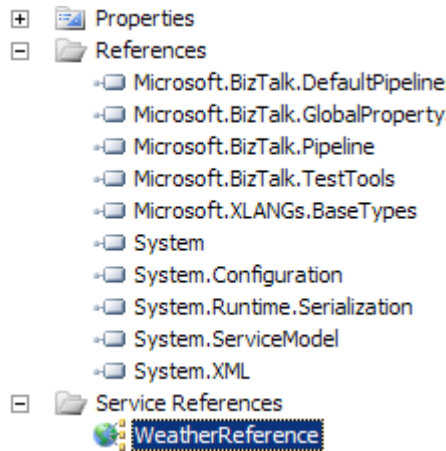 Properties
References
Microsoft.BizTalk.DefaultPipeline
Microsoft.BizTalk.GlobalProperty
Microsoft.BizTalk.Pipeline
Microsoft.BizTalk.TestTools
Microsoft.XLANGs.BaseTypes
System
System.Configuration
System.Runtime.Serialization
System.ServiceModel
System.XML
Service References
WeatherReference